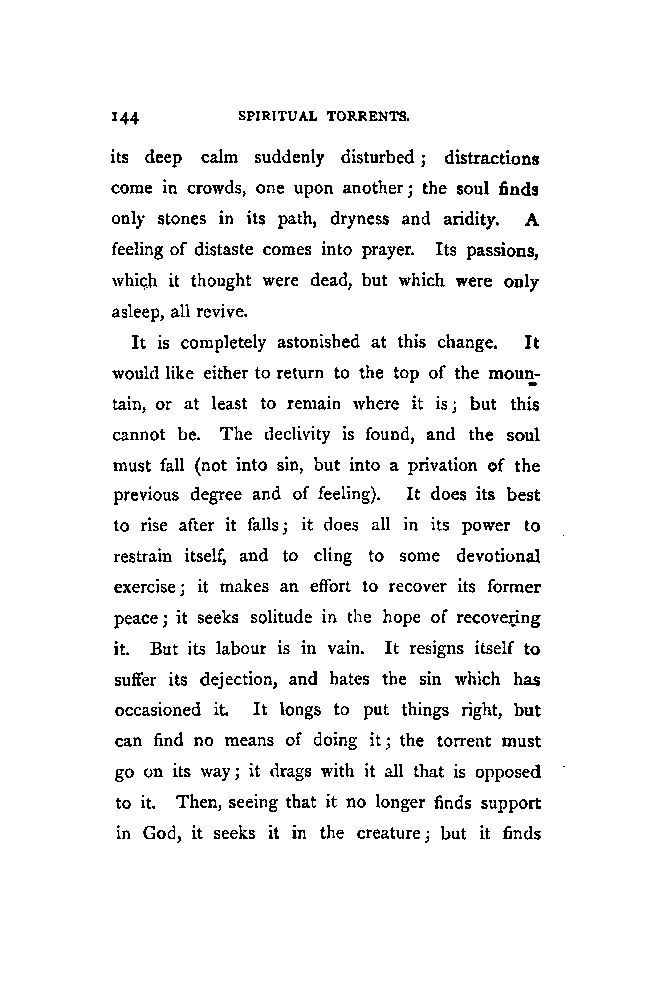 144 SPIRITUAL TORRENTS.
its deep calm suddenly disturbed ; distractions
come in crowds, one upon another ; the soul finds
only stones in its path, dryness and aridity. A
feeling of distaste comes into prayer. Its passions,
which it thought were dead, but which were only
asleep, all revive.
It is completely astonished at this change. It
would like either to return to the top of the moun-
tain, or at least to remain where it is ; but this
cannot be. The declivity is found, and the soul
must fall (not into sin, but into a privation of the
previous degree and of feeling). It does its best
to rise after it falls ; it does all in its power to
restrain itself, and to cling to some devotional
exercise ; it makes an effort to recover its former
peace ; it seeks solitude in the hope of recovering
it. But its labour is in vain. It resigns itself to
suffer its dejection, and hates the sin which has
occasioned it. It longs to put things right, but
can find no means of doing it ; the torrent must
go on its way ; it drags with it all that is opposed
to it. Then, seeing that it no longer finds support
in God, it seeks it in the creature ; but it finds